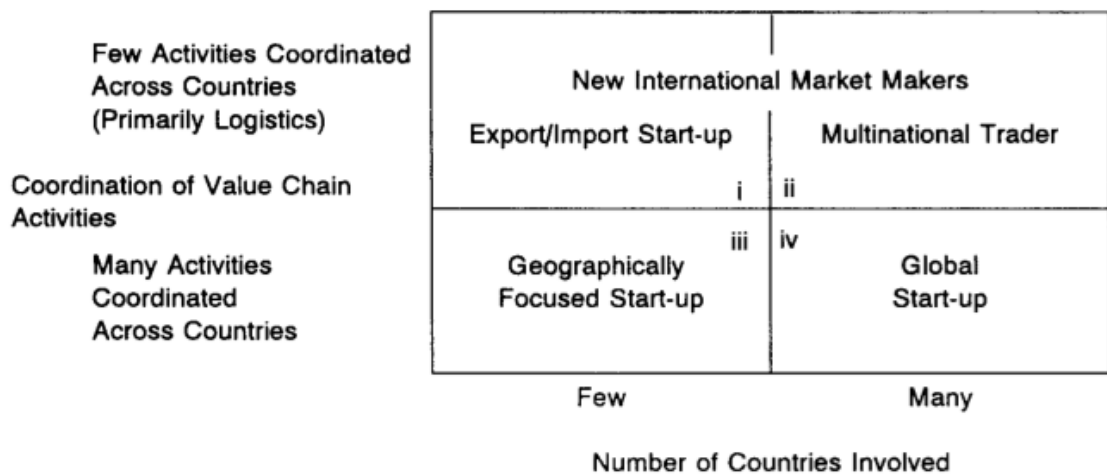 Few Activities Coordinated
Across Countries
(Primarily Logistics)
New International Market Makers
Export/Import Start-up
Multinational Trader
i
ii
Coordination of Value Chain
Activities
iii
iv
Many Activities
Coordinated
Across Countries
Geographically
Focused Start-up
Global
Start-up
Few
Many
Number of Countries Involved